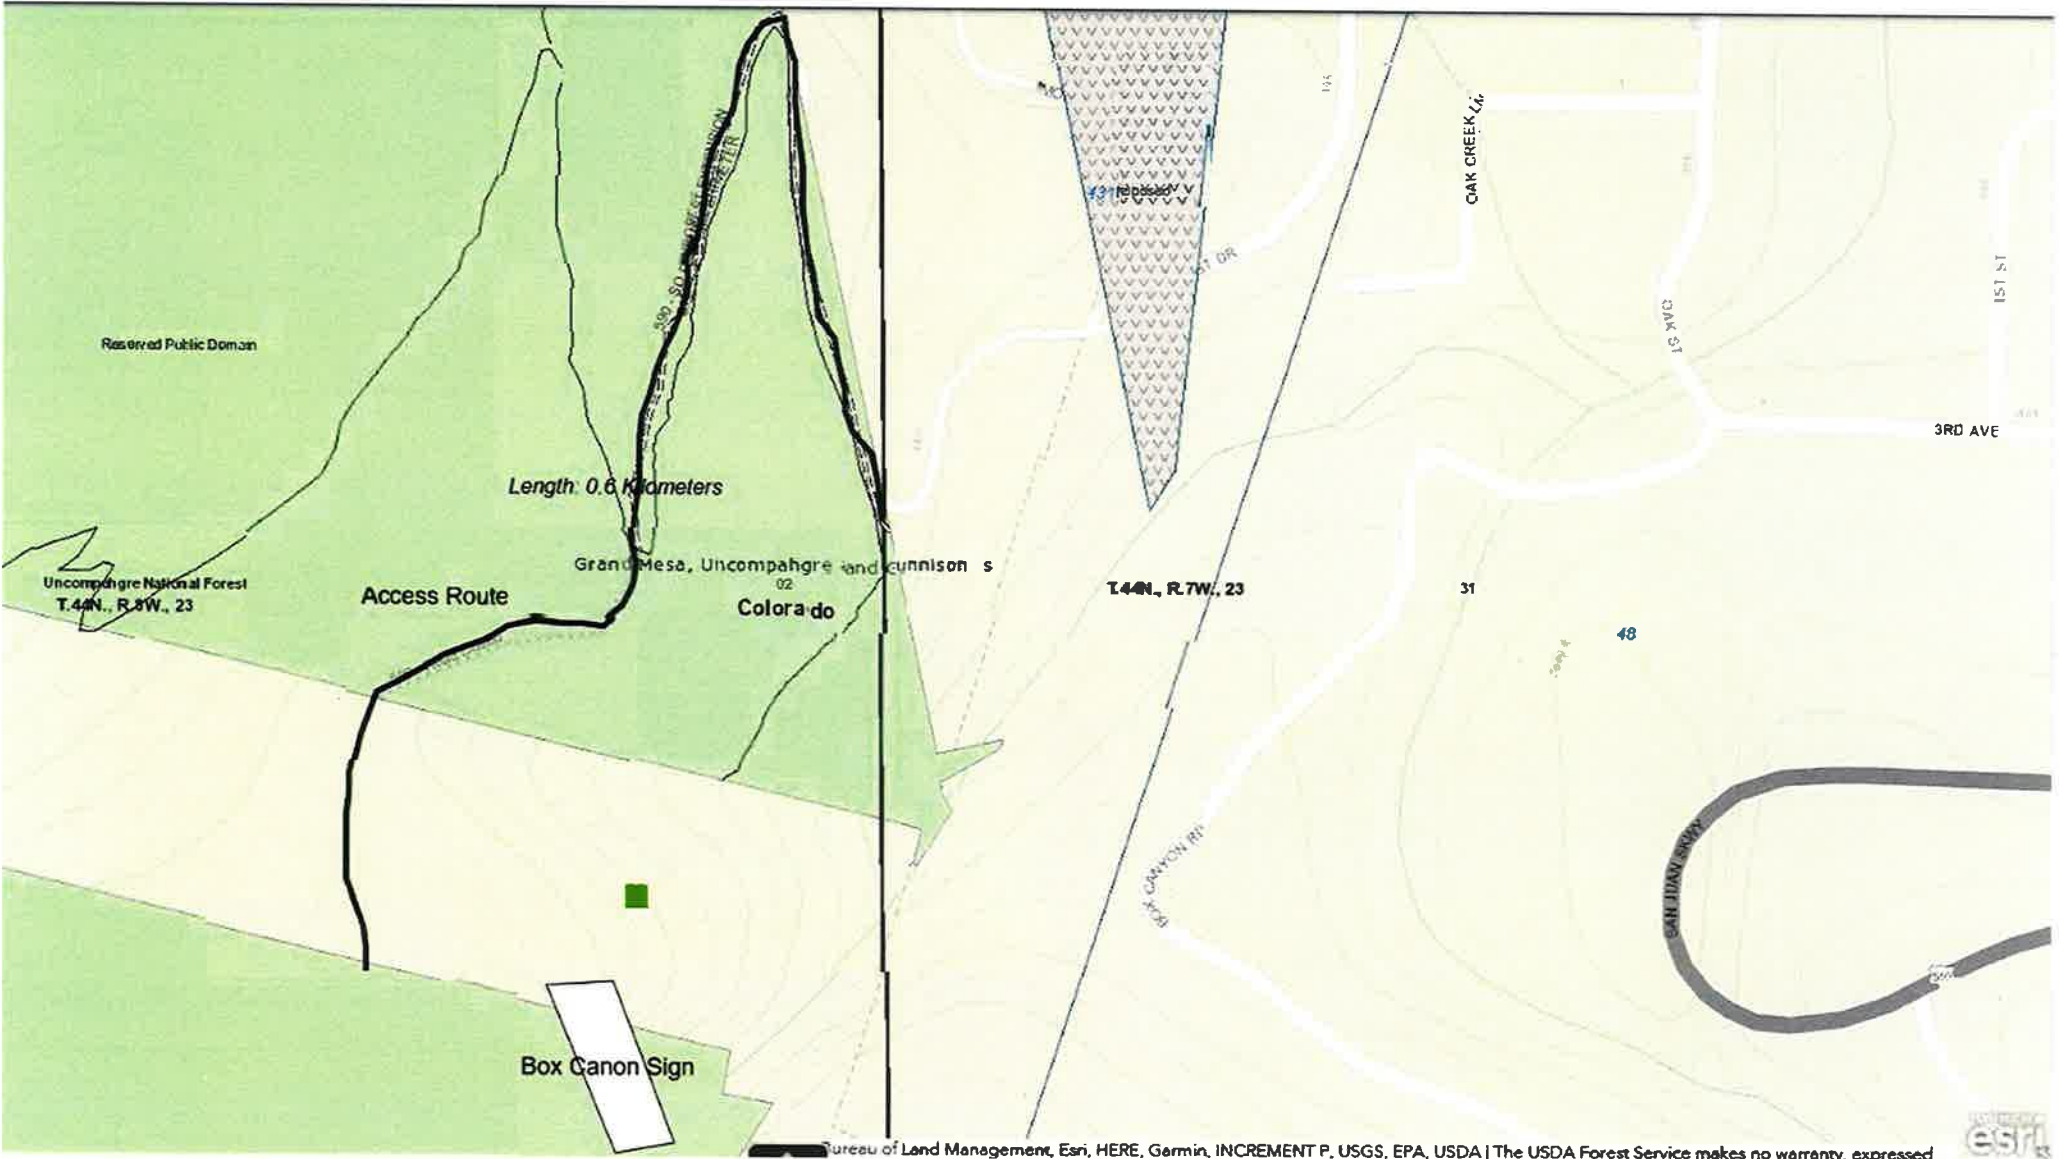 OAK CREEK LN
ST DR
OAK ST
1ST ST
Reserved Public Domain
3RD AVE
Length: 0.6 Kilometers
Grand Mesa, Uncompahgre and Gunnison s
02
Colorado
Uncompahgre National Forest
T.44N., R.8W., 23
Access Route
T.44N., R.7W., 23
31
48
BOX CANYON RD
SAN JUAN SKWY
Box Canon Sign
Bureau of Land Management, Esri, HERE, Garmin, INCREMENT P, USGS, EPA, USDA | The USDA Forest Service makes no warranty, expressed
esri